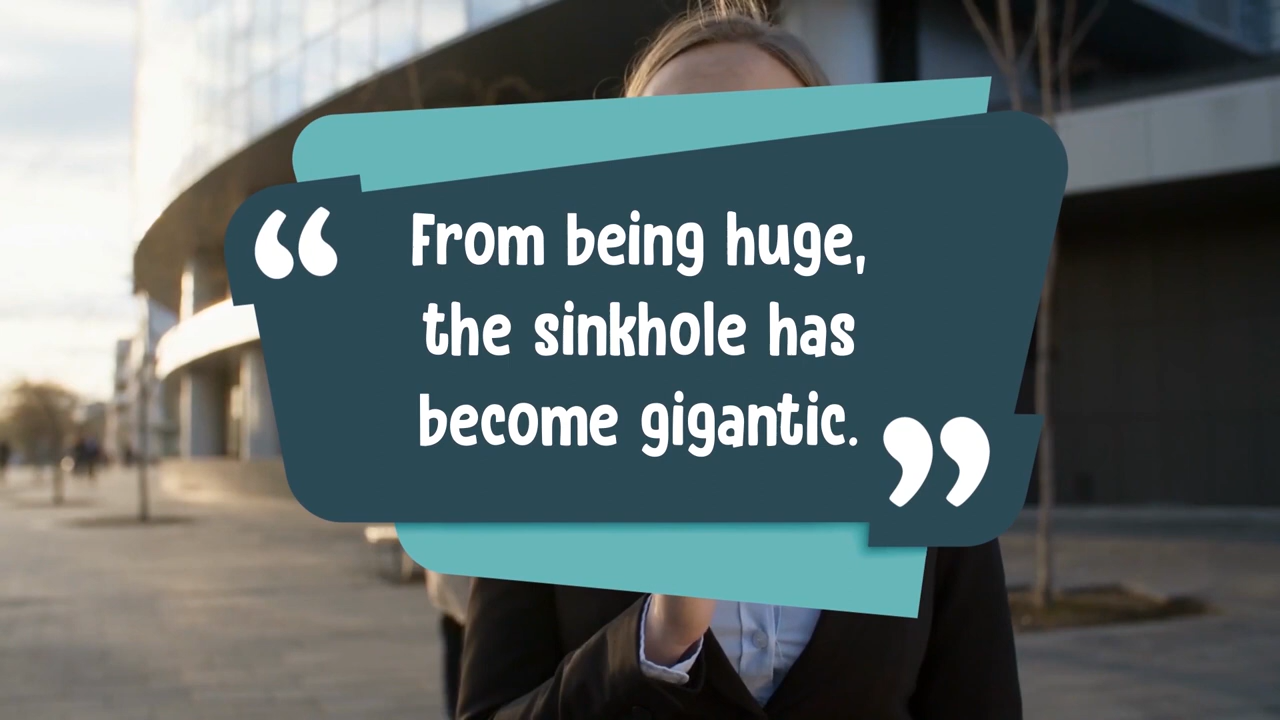 “From being huge,
the sinkhole has
become gigantic.”